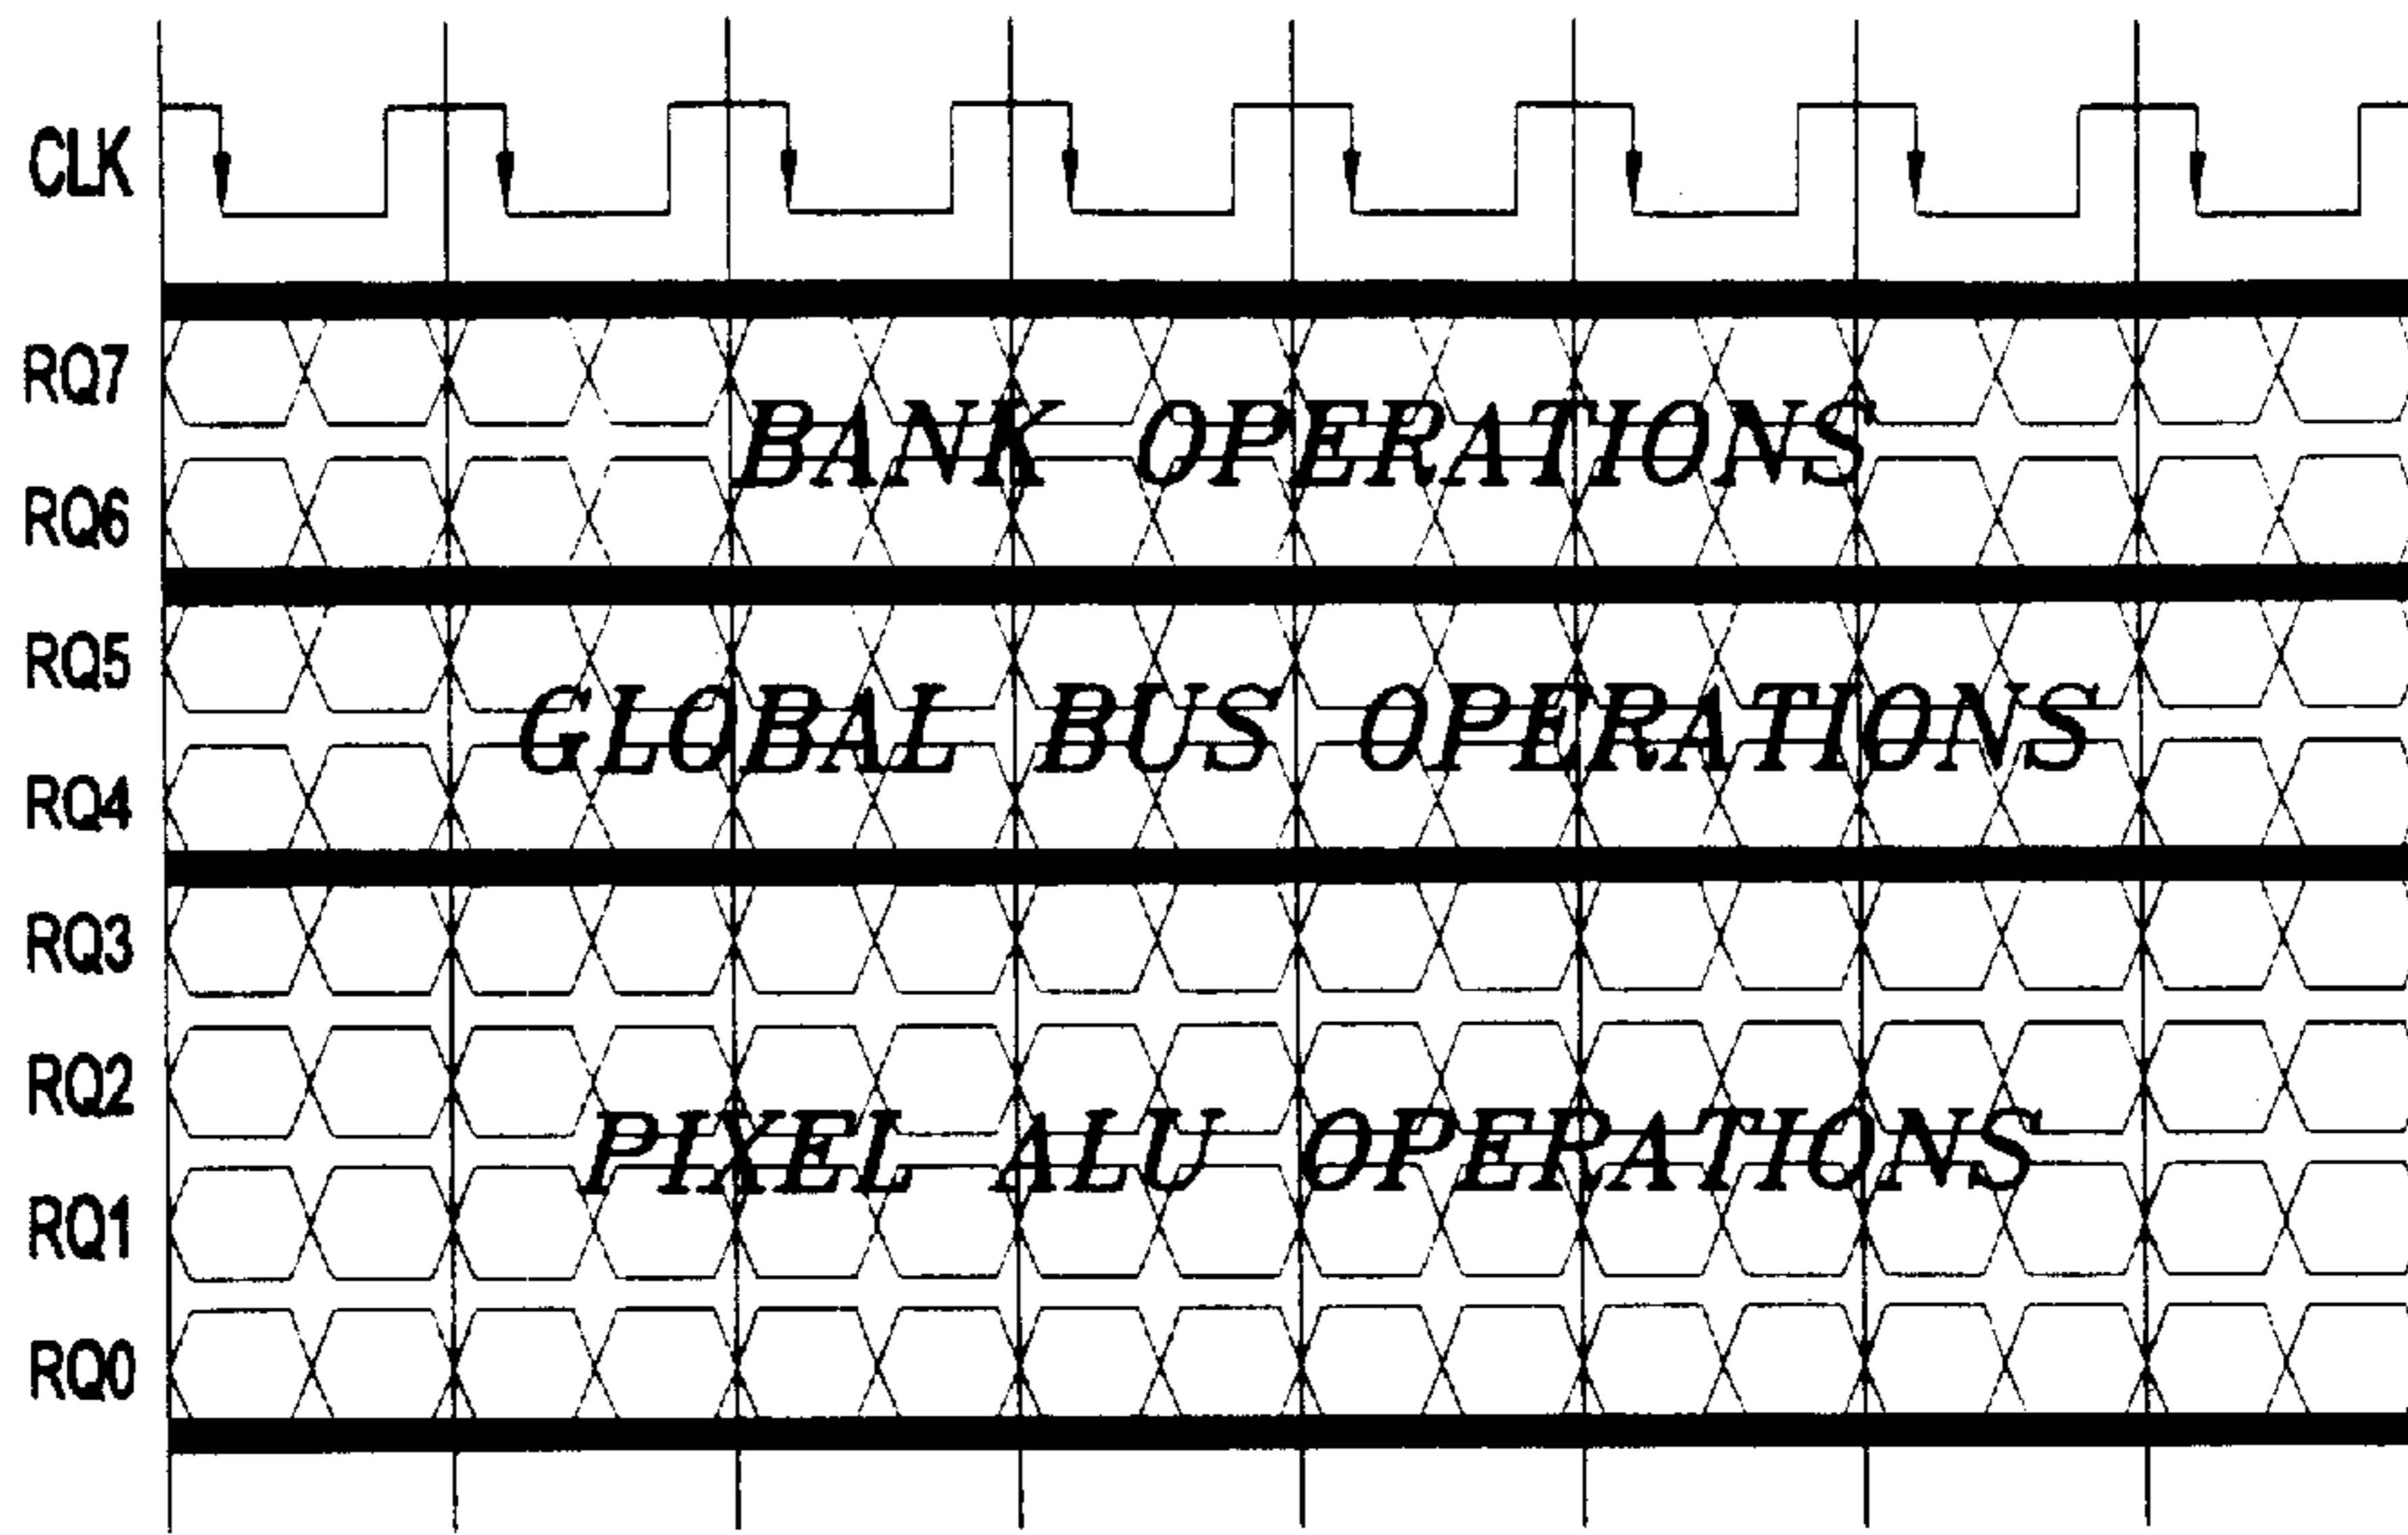 CLK
RQ7
BANK OPERATIONS
RQ6
RQ5
GLOBAL BUS OPERATIONS
RQ4
RQ3
RQ2
PIXEL ALU OPERATIONS
RQ1
RQ0